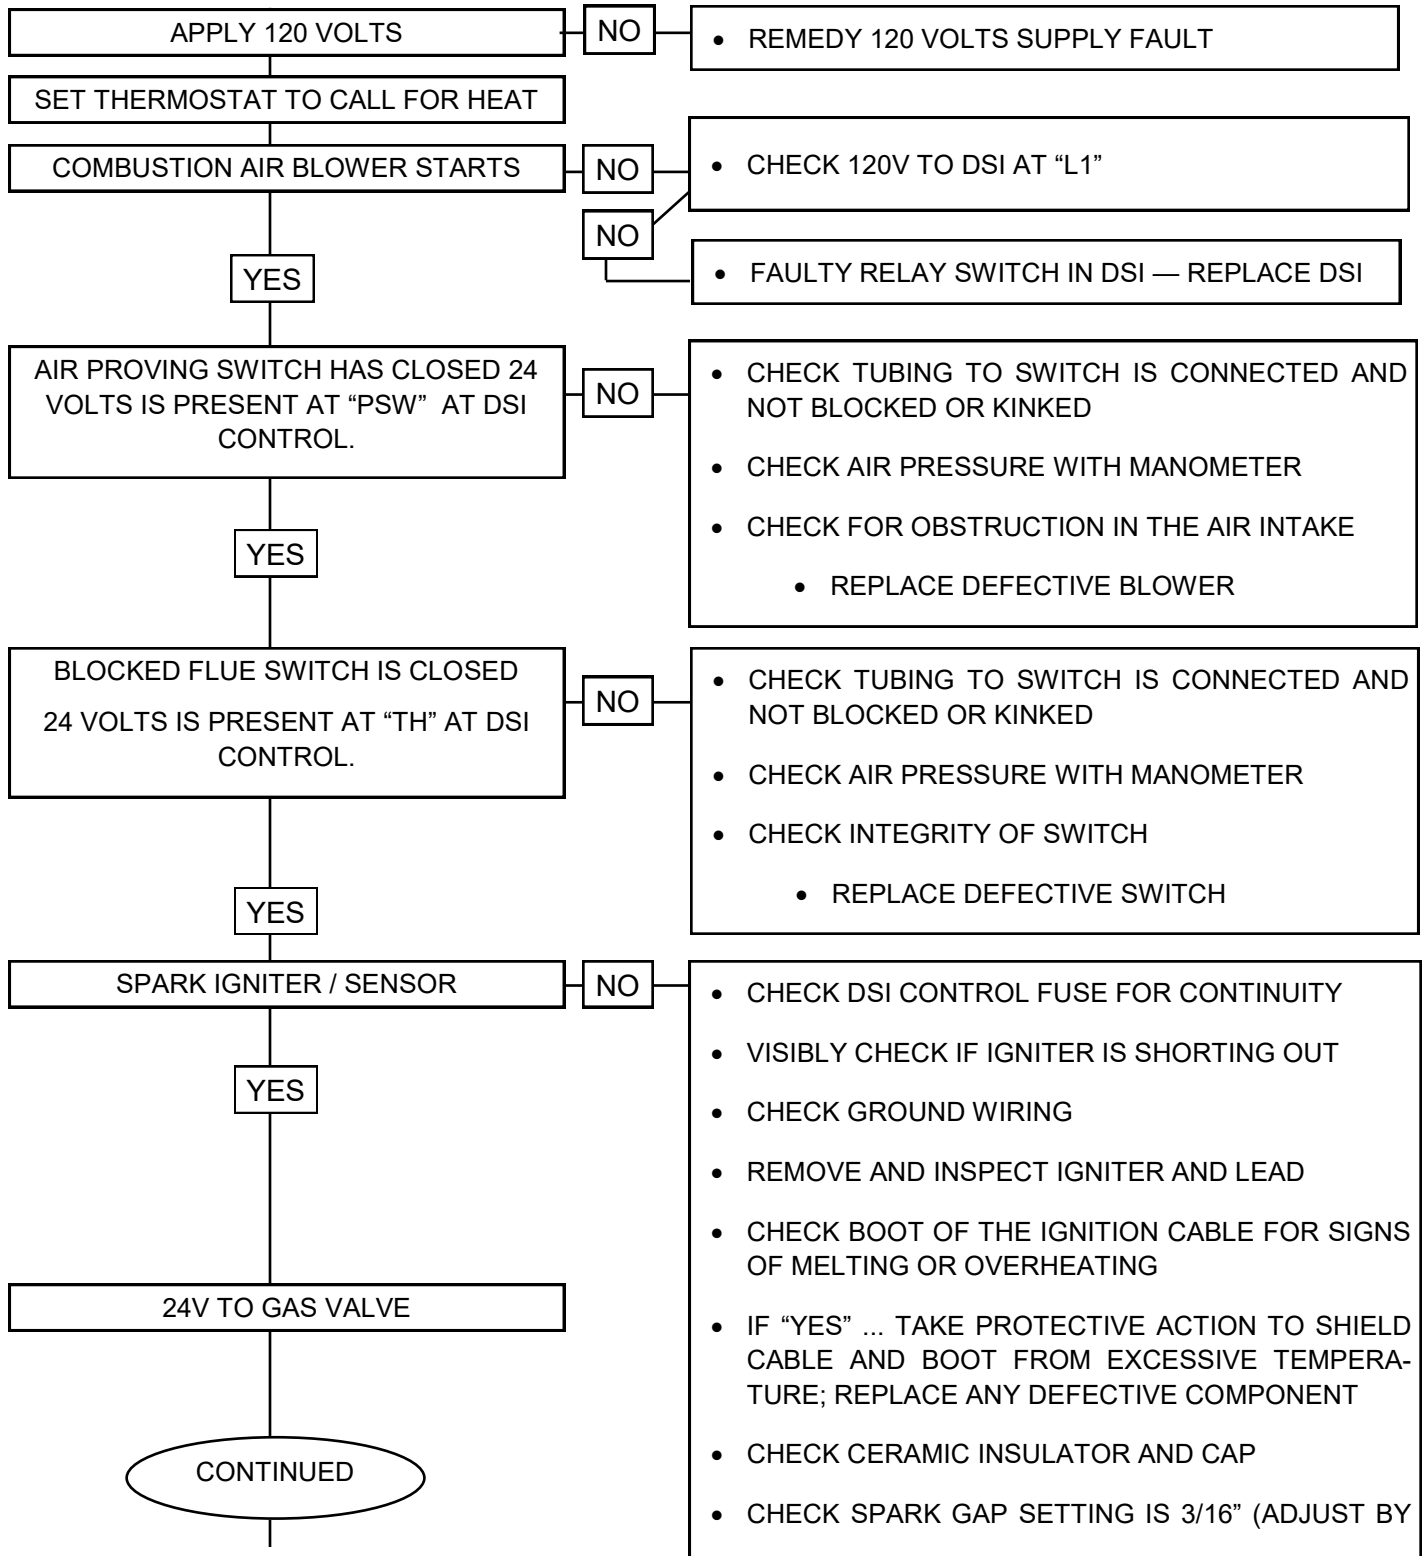 APPLY 120 VOLTS
NO
• REMEDY 120 VOLTS SUPPLY FAULT
SET THERMOSTAT TO CALL FOR HEAT
COMBUSTION AIR BLOWER STARTS
NO
• CHECK 120V TO DSI AT “L1”
NO
• FAULTY RELAY SWITCH IN DSI — REPLACE DSI
YES
AIR PROVING SWITCH HAS CLOSED 24
VOLTS IS PRESENT AT “PSW” AT DSI
CONTROL.
NO
• CHECK TUBING TO SWITCH IS CONNECTED AND
NOT BLOCKED OR KINKED
• CHECK AIR PRESSURE WITH MANOMETER
• CHECK FOR OBSTRUCTION IN THE AIR INTAKE
• REPLACE DEFECTIVE BLOWER
YES
BLOCKED FLUE SWITCH IS CLOSED
24 VOLTS IS PRESENT AT “TH” AT DSI
CONTROL.
NO
• CHECK TUBING TO SWITCH IS CONNECTED AND
NOT BLOCKED OR KINKED
• CHECK AIR PRESSURE WITH MANOMETER
• CHECK INTEGRITY OF SWITCH
• REPLACE DEFECTIVE SWITCH
YES
SPARK IGNITER / SENSOR
NO
• CHECK DSI CONTROL FUSE FOR CONTINUITY
• VISIBLY CHECK IF IGNITER IS SHORTING OUT
• CHECK GROUND WIRING
• REMOVE AND INSPECT IGNITER AND LEAD
• CHECK BOOT OF THE IGNITION CABLE FOR SIGNS
OF MELTING OR OVERHEATING
• IF “YES” ... TAKE PROTECTIVE ACTION TO SHIELD
CABLE AND BOOT FROM EXCESSIVE TEMPERA-
TURE; REPLACE ANY DEFECTIVE COMPONENT
• CHECK CERAMIC INSULATOR AND CAP
• CHECK SPARK GAP SETTING IS 3/16” (ADJUST BY
YES
24V TO GAS VALVE
CONTINUED